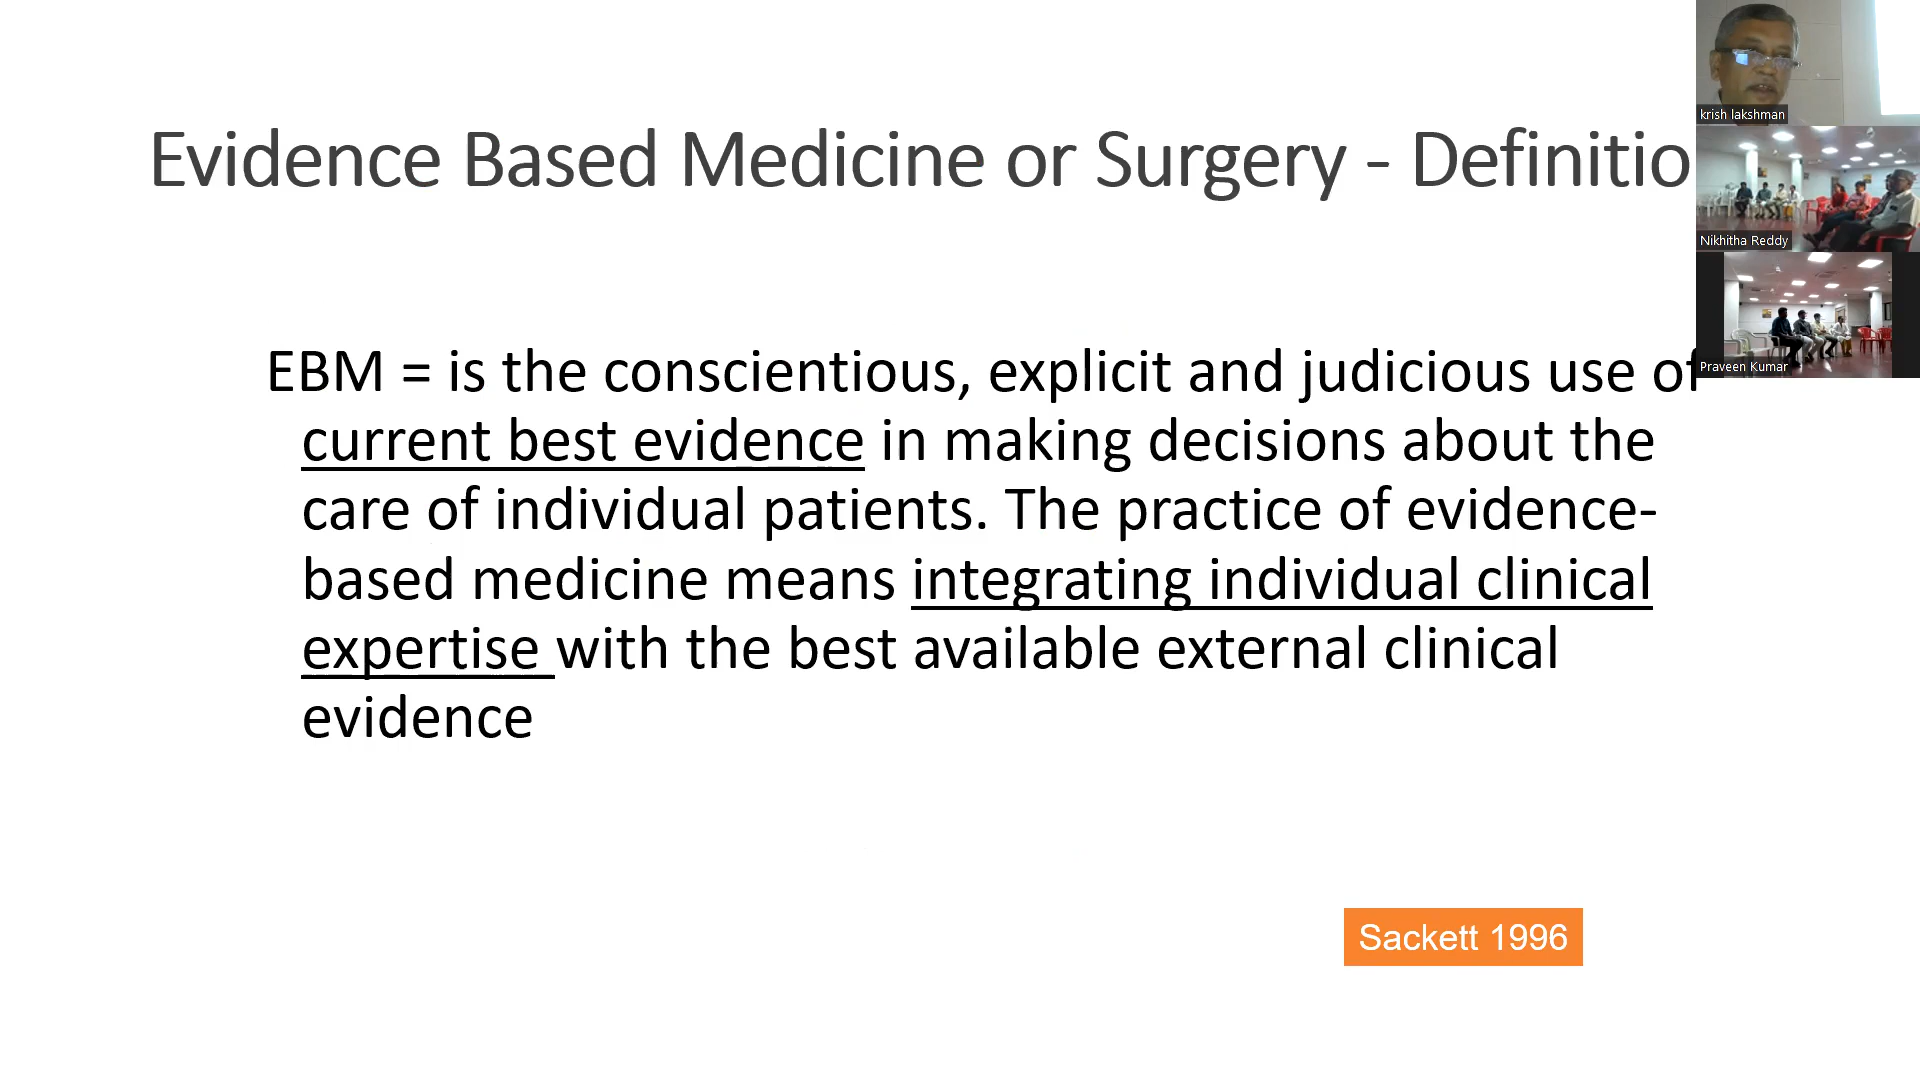 Evidence Based Medicine or Surgery - Definitio
EBM = is the conscientious, explicit and judicious use of
current best evidence in making decisions about the
care of individual patients. The practice of evidence-
based medicine means integrating individual clinical
expertise with the best available external clinical
evidence
Sackett 1996
krish lakshman
Nikhitha Reddy
Praveen Kumar